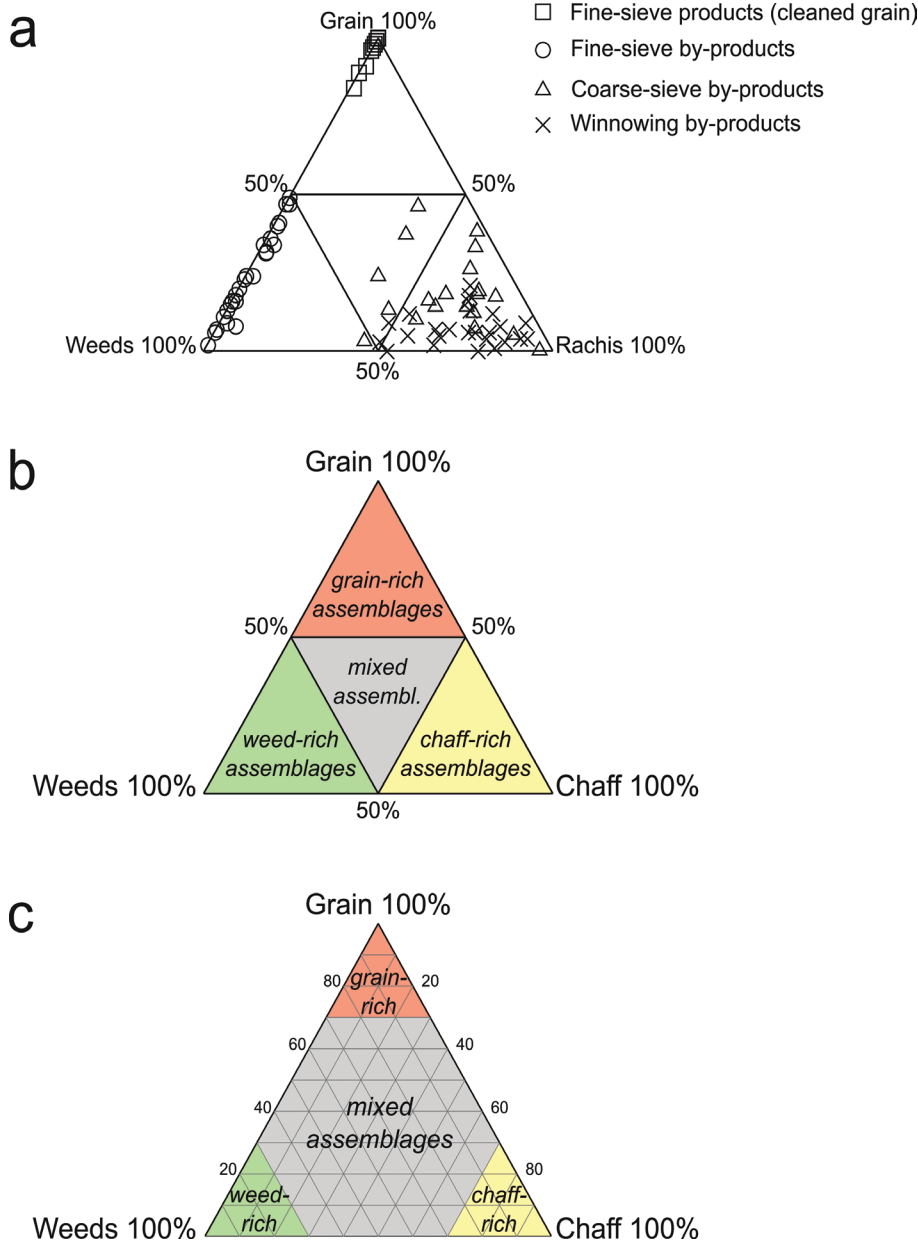 a
Grain 100%
Fine-sieve products (cleaned grain)
Fine-sieve by-products
Coarse-sieve by-products
Winnowing by-products
50%
50%
Weeds 100%
Rachis 100%
50%
b
Grain 100%
grain-rich
assemblages
50%
50%
mixed
assembl.
weed-rich
assemblages
chaff-rich
assemblages
Weeds 100%
Chaff 100%
50%
c
Grain 100%
80
grain-
rich
20
60
40
40
mixed
assemblages
60
20
weed-
rich
80
chaff-
rich
Weeds 100%
Chaff 100%